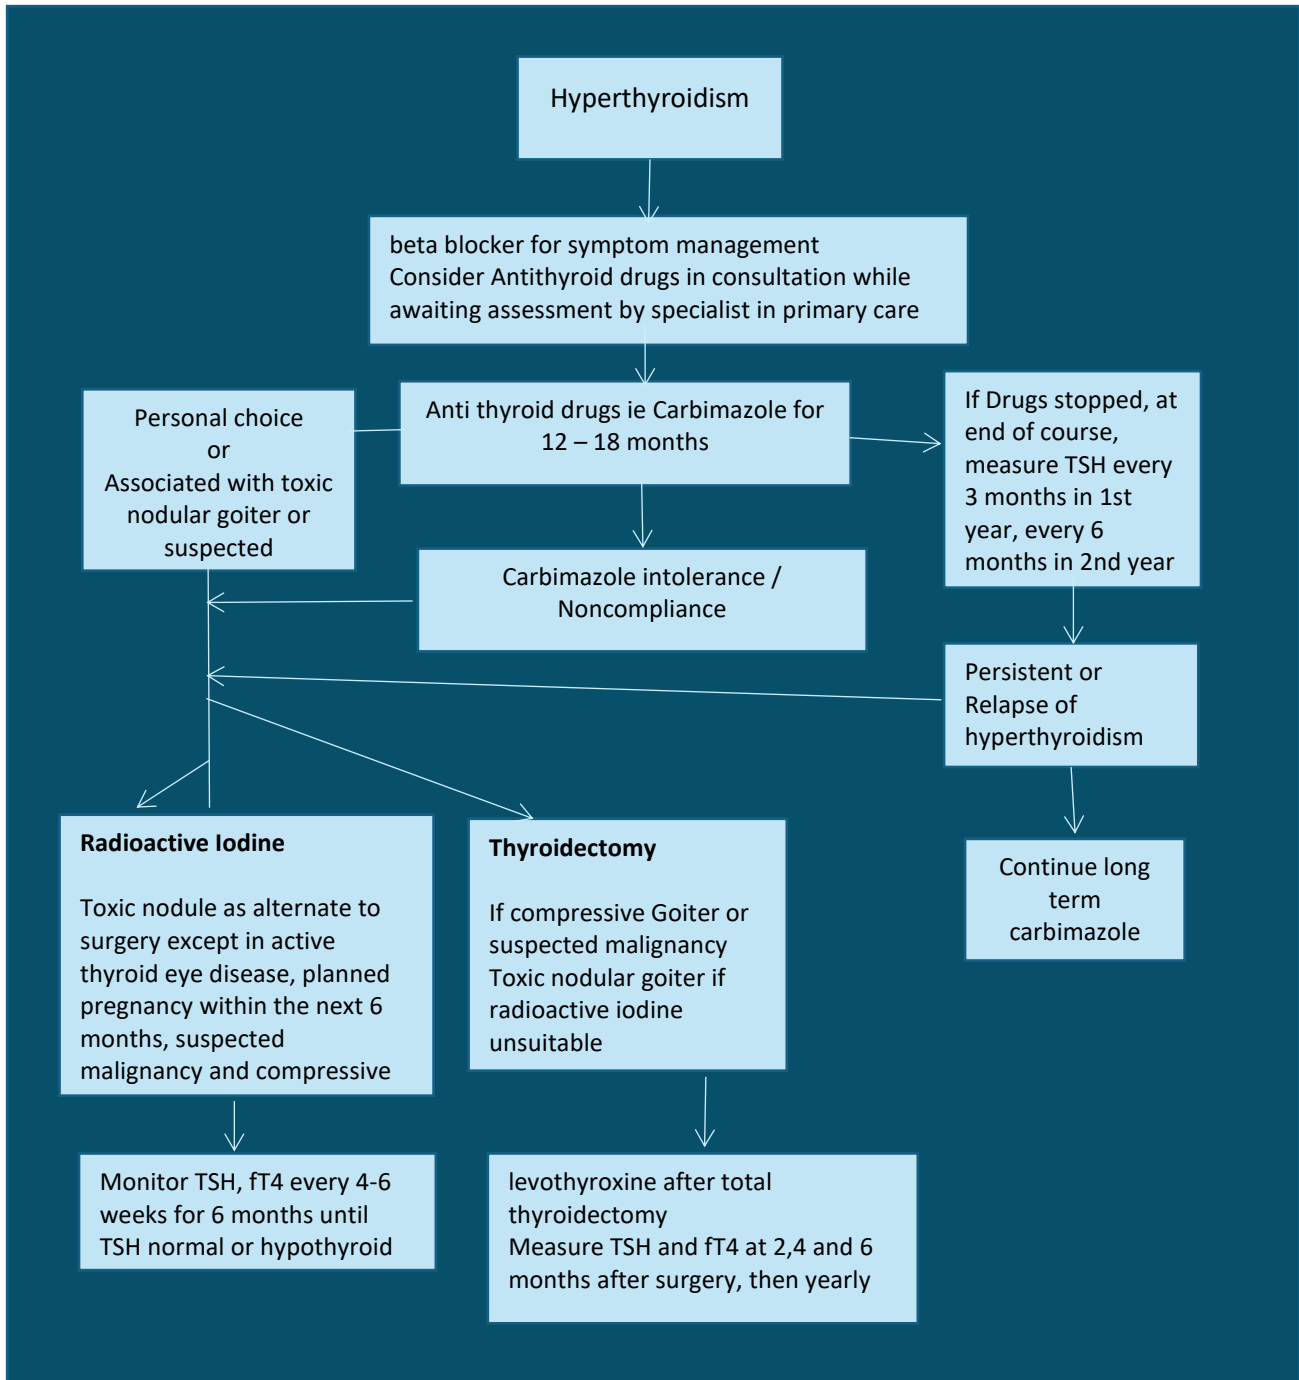 Hyperthyroidism
beta blocker for symptom management
Consider Antithyroid drugs in consultation while
awaiting assessment by specialist in primary care
Personal choice
or
Associated with toxic
nodular goiter or
suspected
Anti thyroid drugs ie Carbimazole for
12 – 18 months
If Drugs stopped, at
end of course,
measure TSH every
3 months in 1st
year, every 6
months in 2nd year
Carbimazole intolerance /
Noncompliance
Persistent or
Relapse of
hyperthyroidism
Radioactive Iodine
Toxic nodule as alternate to
surgery except in active
thyroid eye disease, planned
pregnancy within the next 6
months, suspected
malignancy and compressive
Thyroidectomy
If compressive Goiter or
suspected malignancy
Toxic nodular goiter if
radioactive iodine
unsuitable
Continue long
term
carbimazole
Monitor TSH, fT4 every 4-6
weeks for 6 months until
TSH normal or hypothyroid
levothyroxine after total
thyroidectomy
Measure TSH and fT4 at 2,4 and 6
months after surgery, then yearly